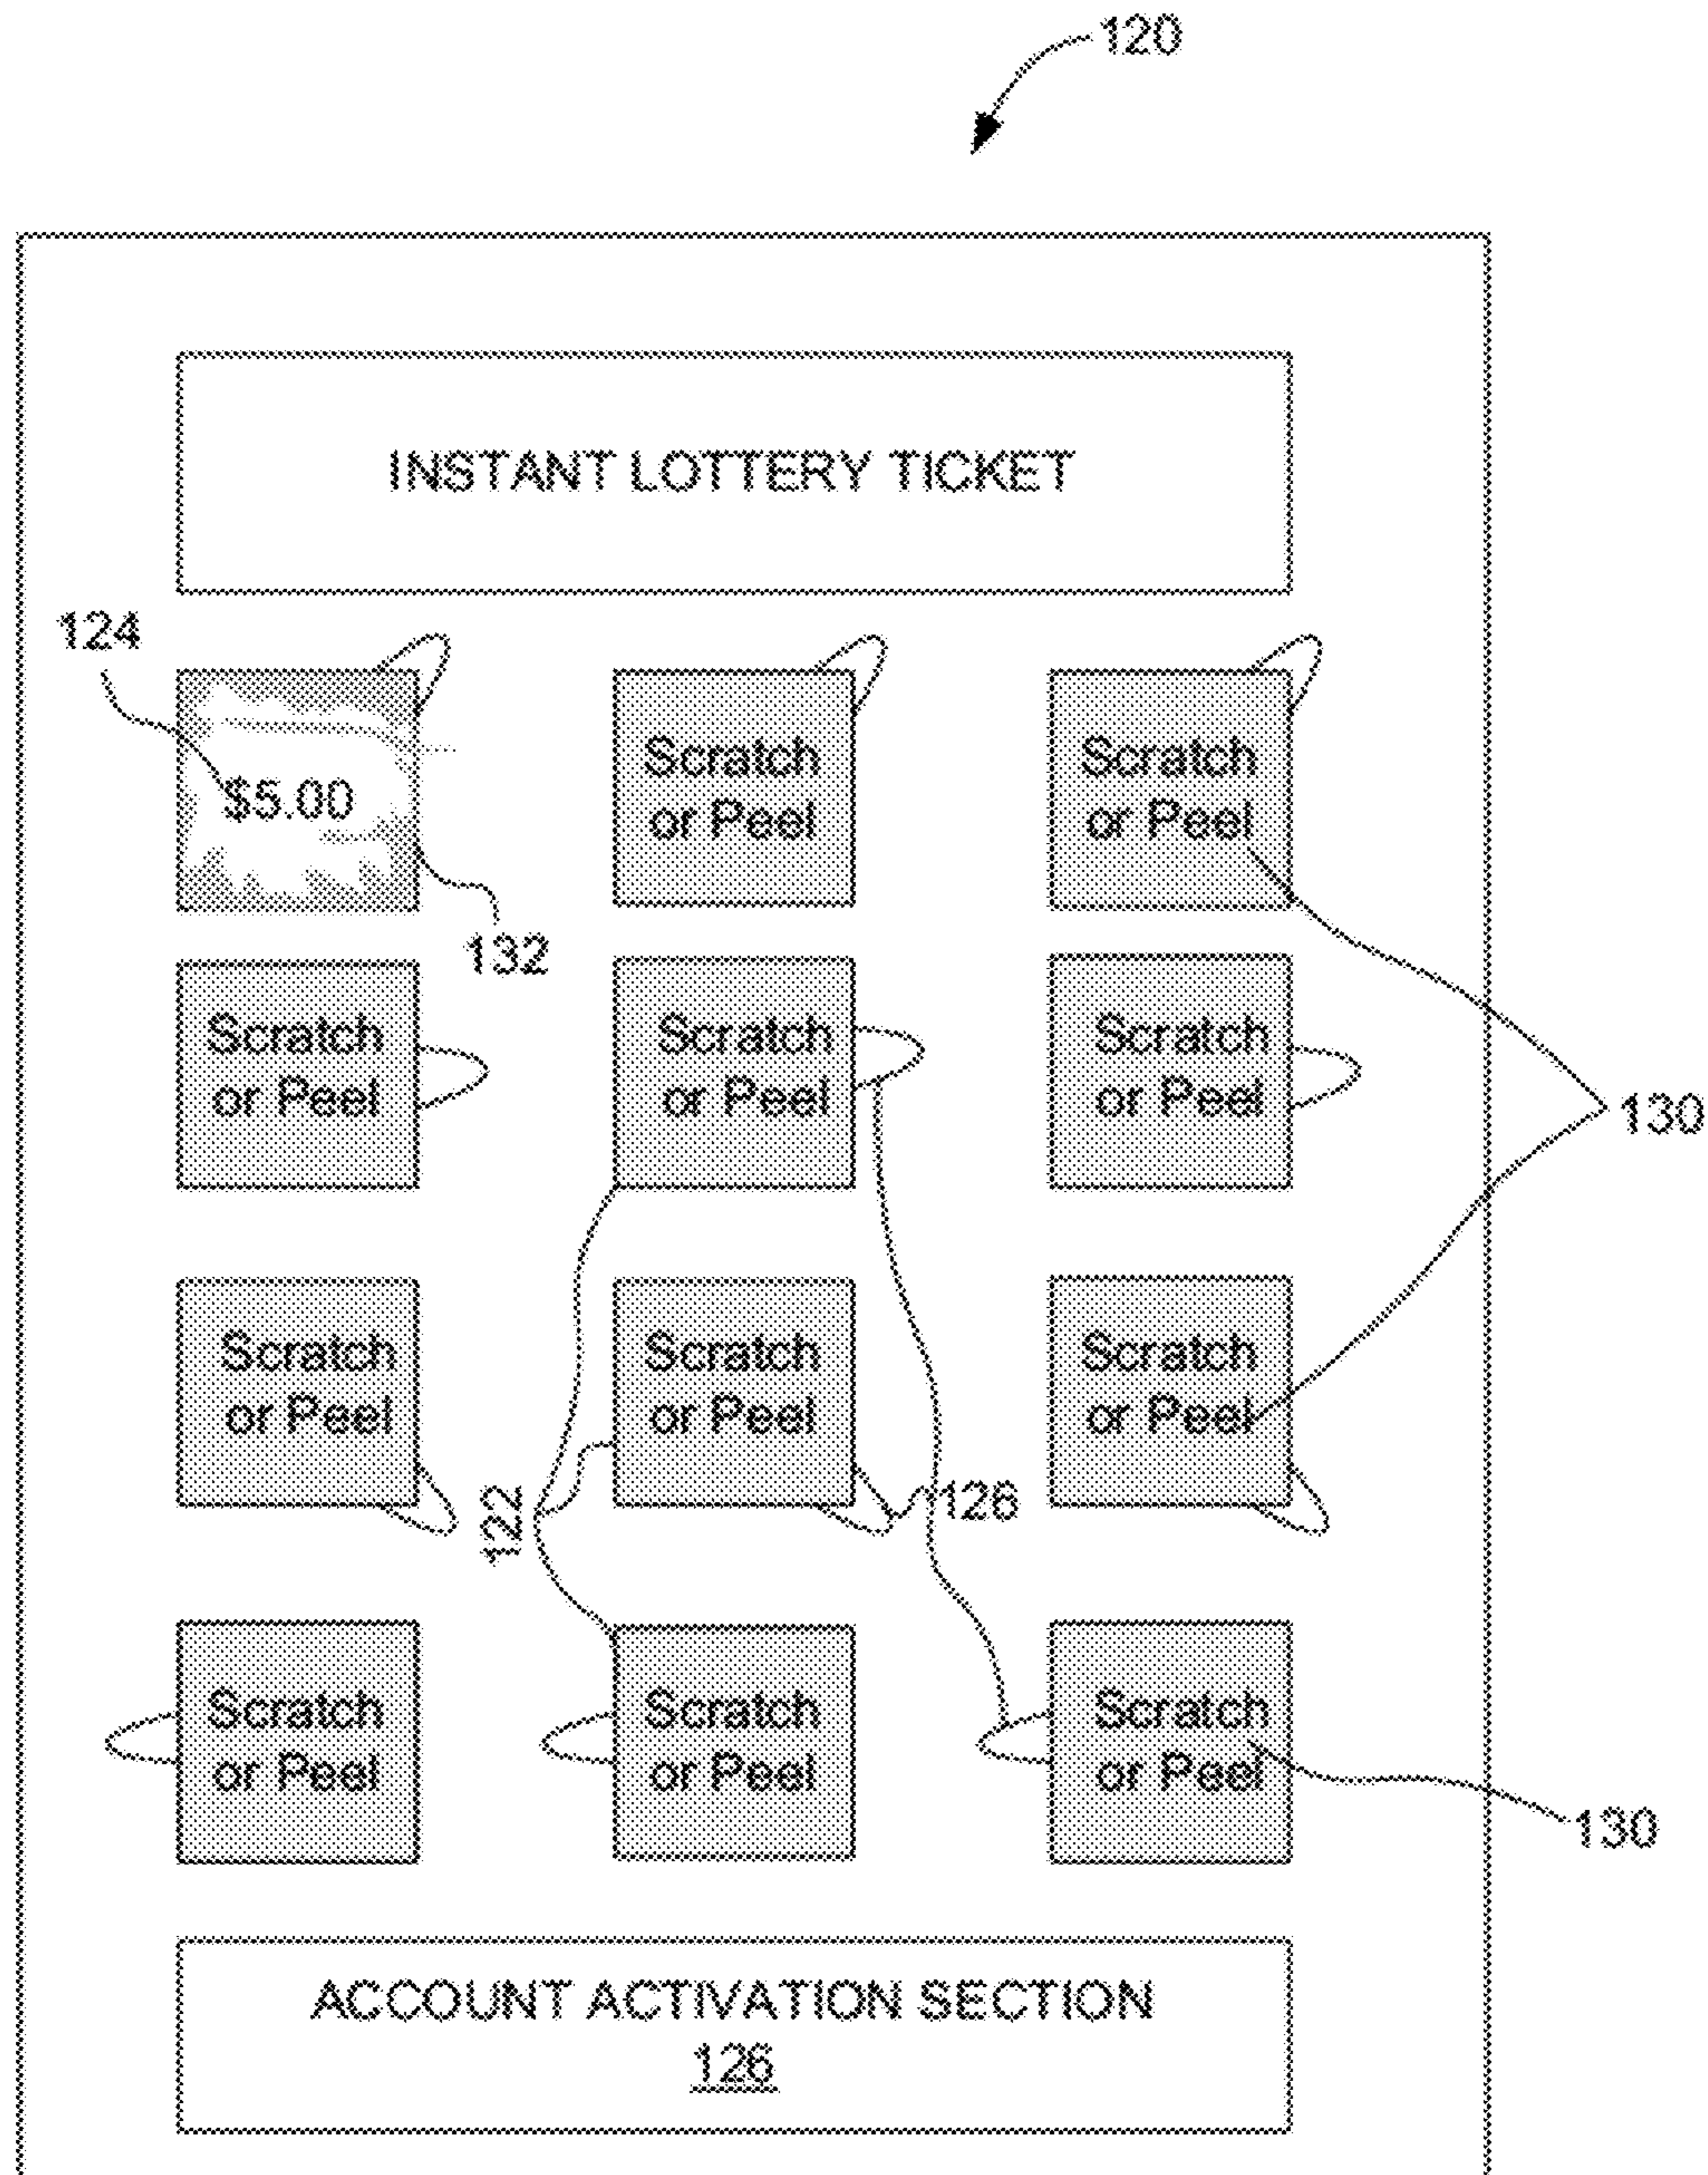 120
INSTANT LOTTERY TICKET
124
$5.00
132
Scratch
or Peel
Scratch
or Peel
Scratch
or Peel
Scratch
or Peel
Scratch
or Peel
130
Scratch
or Peel
Scratch
or Peel
Scratch
or Peel
122
126
Scratch
or Peel
Scratch
or Peel
Scratch
or Peel
130
ACCOUNT ACTIVATION SECTION
126